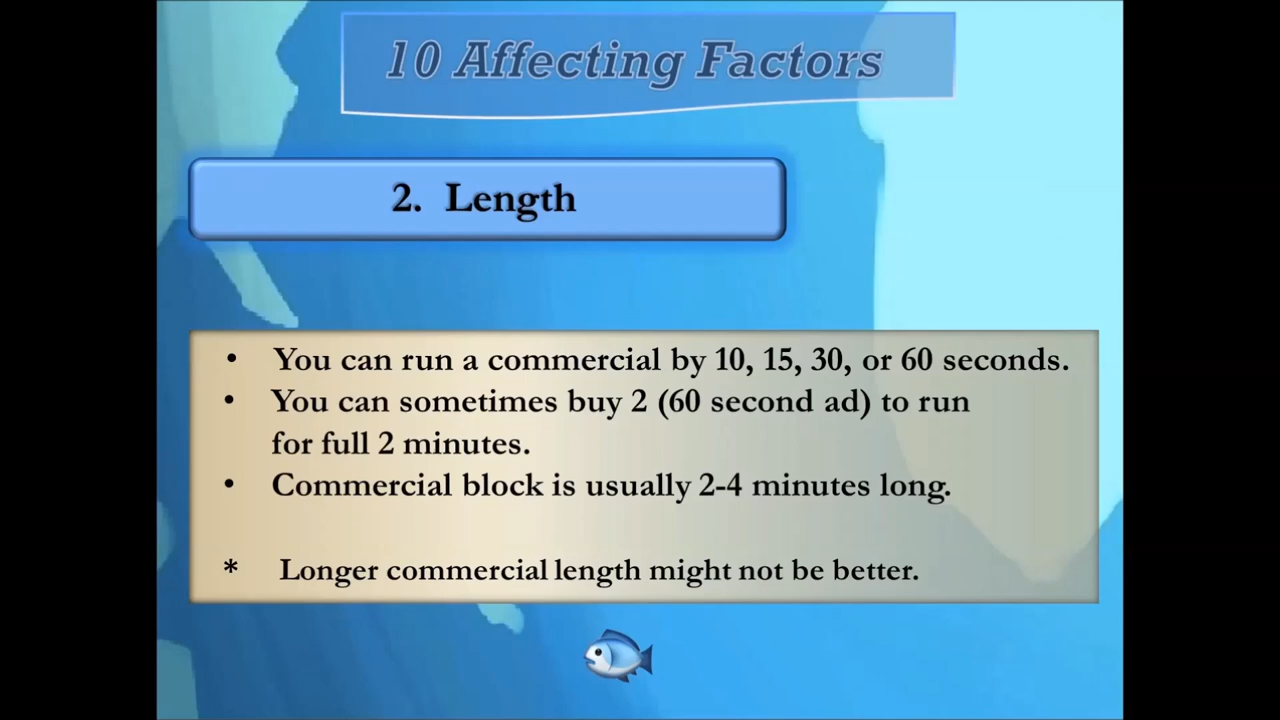 10 Affecting Factors
2. Length
• You can run a commercial by 10, 15, 30, or 60 seconds.
• You can sometimes buy 2 (60 second ad) to run
for full 2 minutes.
• Commercial block is usually 2-4 minutes long.
* Longer commercial length might not be better.